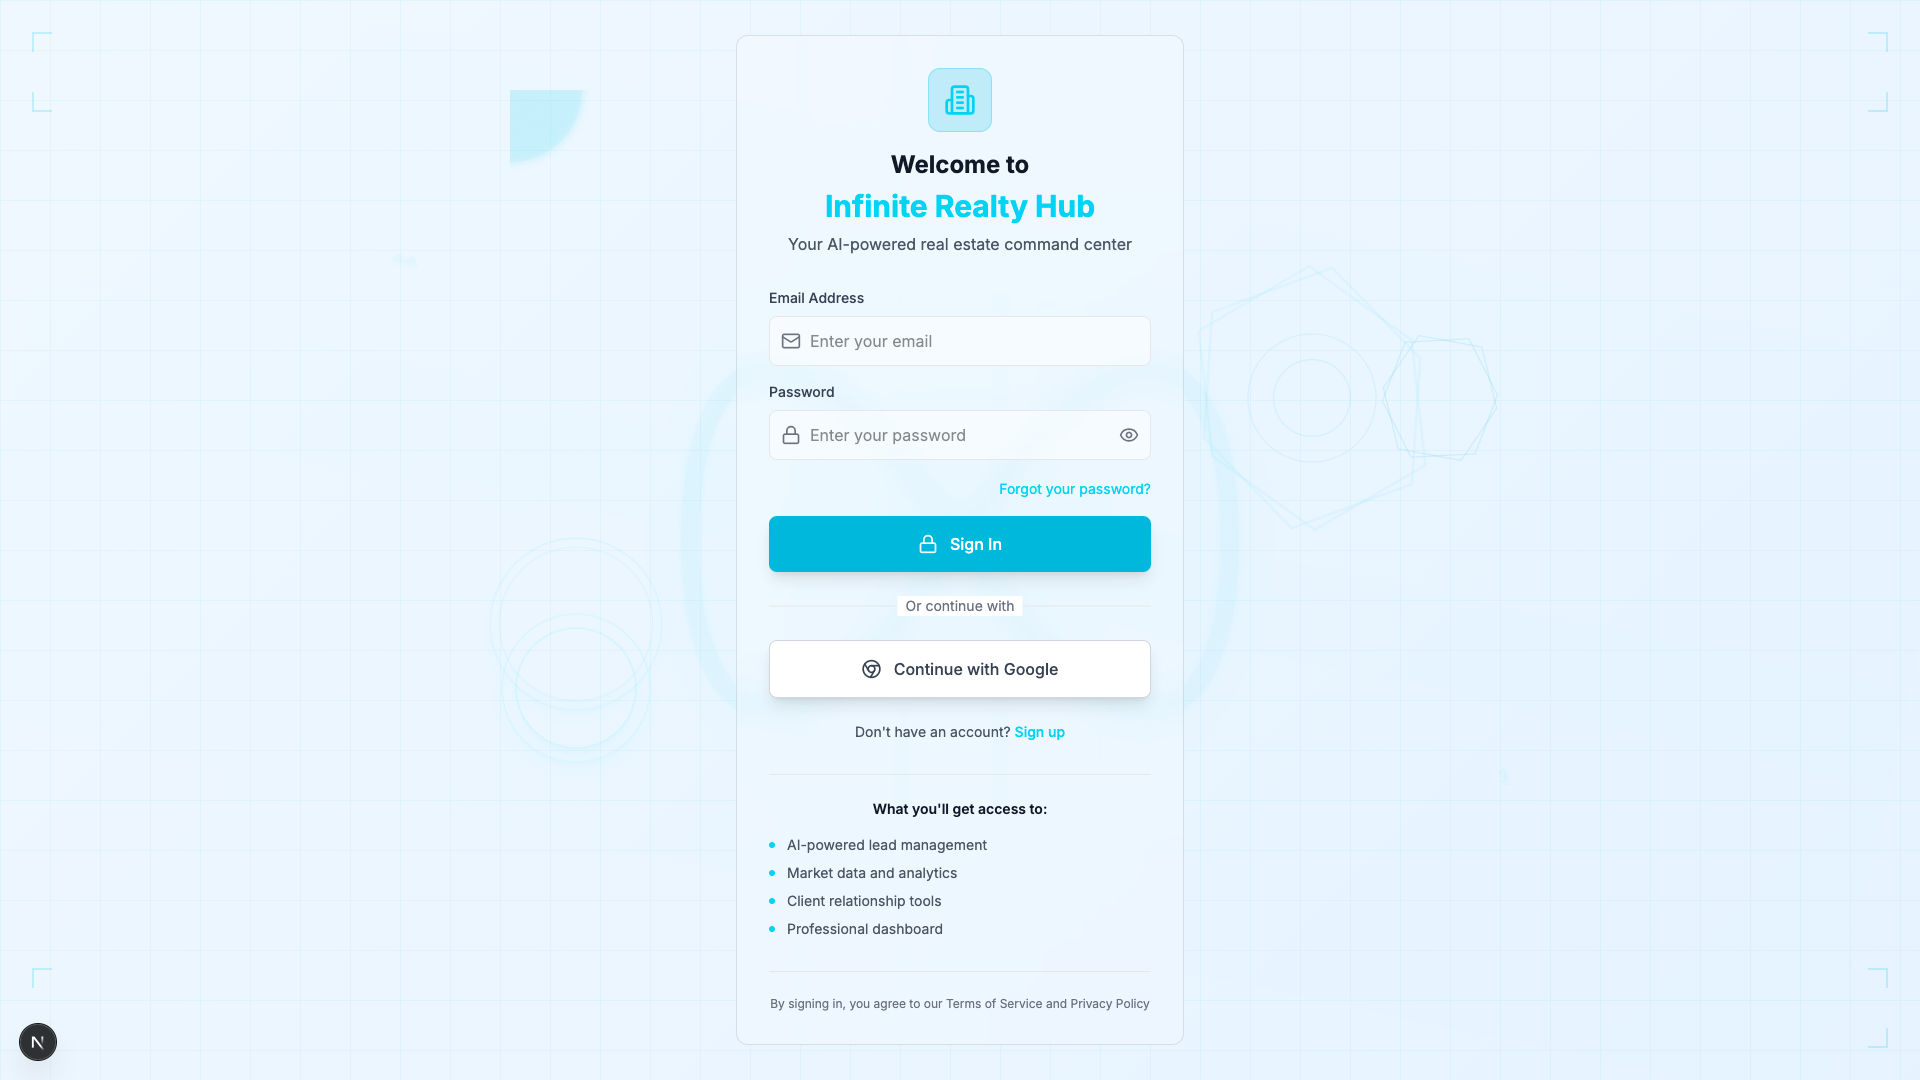 Welcome to
Infinite Realty Hub
Your AI-powered real estate command center
Email Address
Enter your email
Password
Enter your password
Forgot your password?
Sign In
Or continue with
Continue with Google
Don't have an account? Sign up
What you'll get access to:
AI-powered lead management
Market data and analytics
Client relationship tools
Professional dashboard
By signing in, you agree to our Terms of Service and Privacy Policy
N